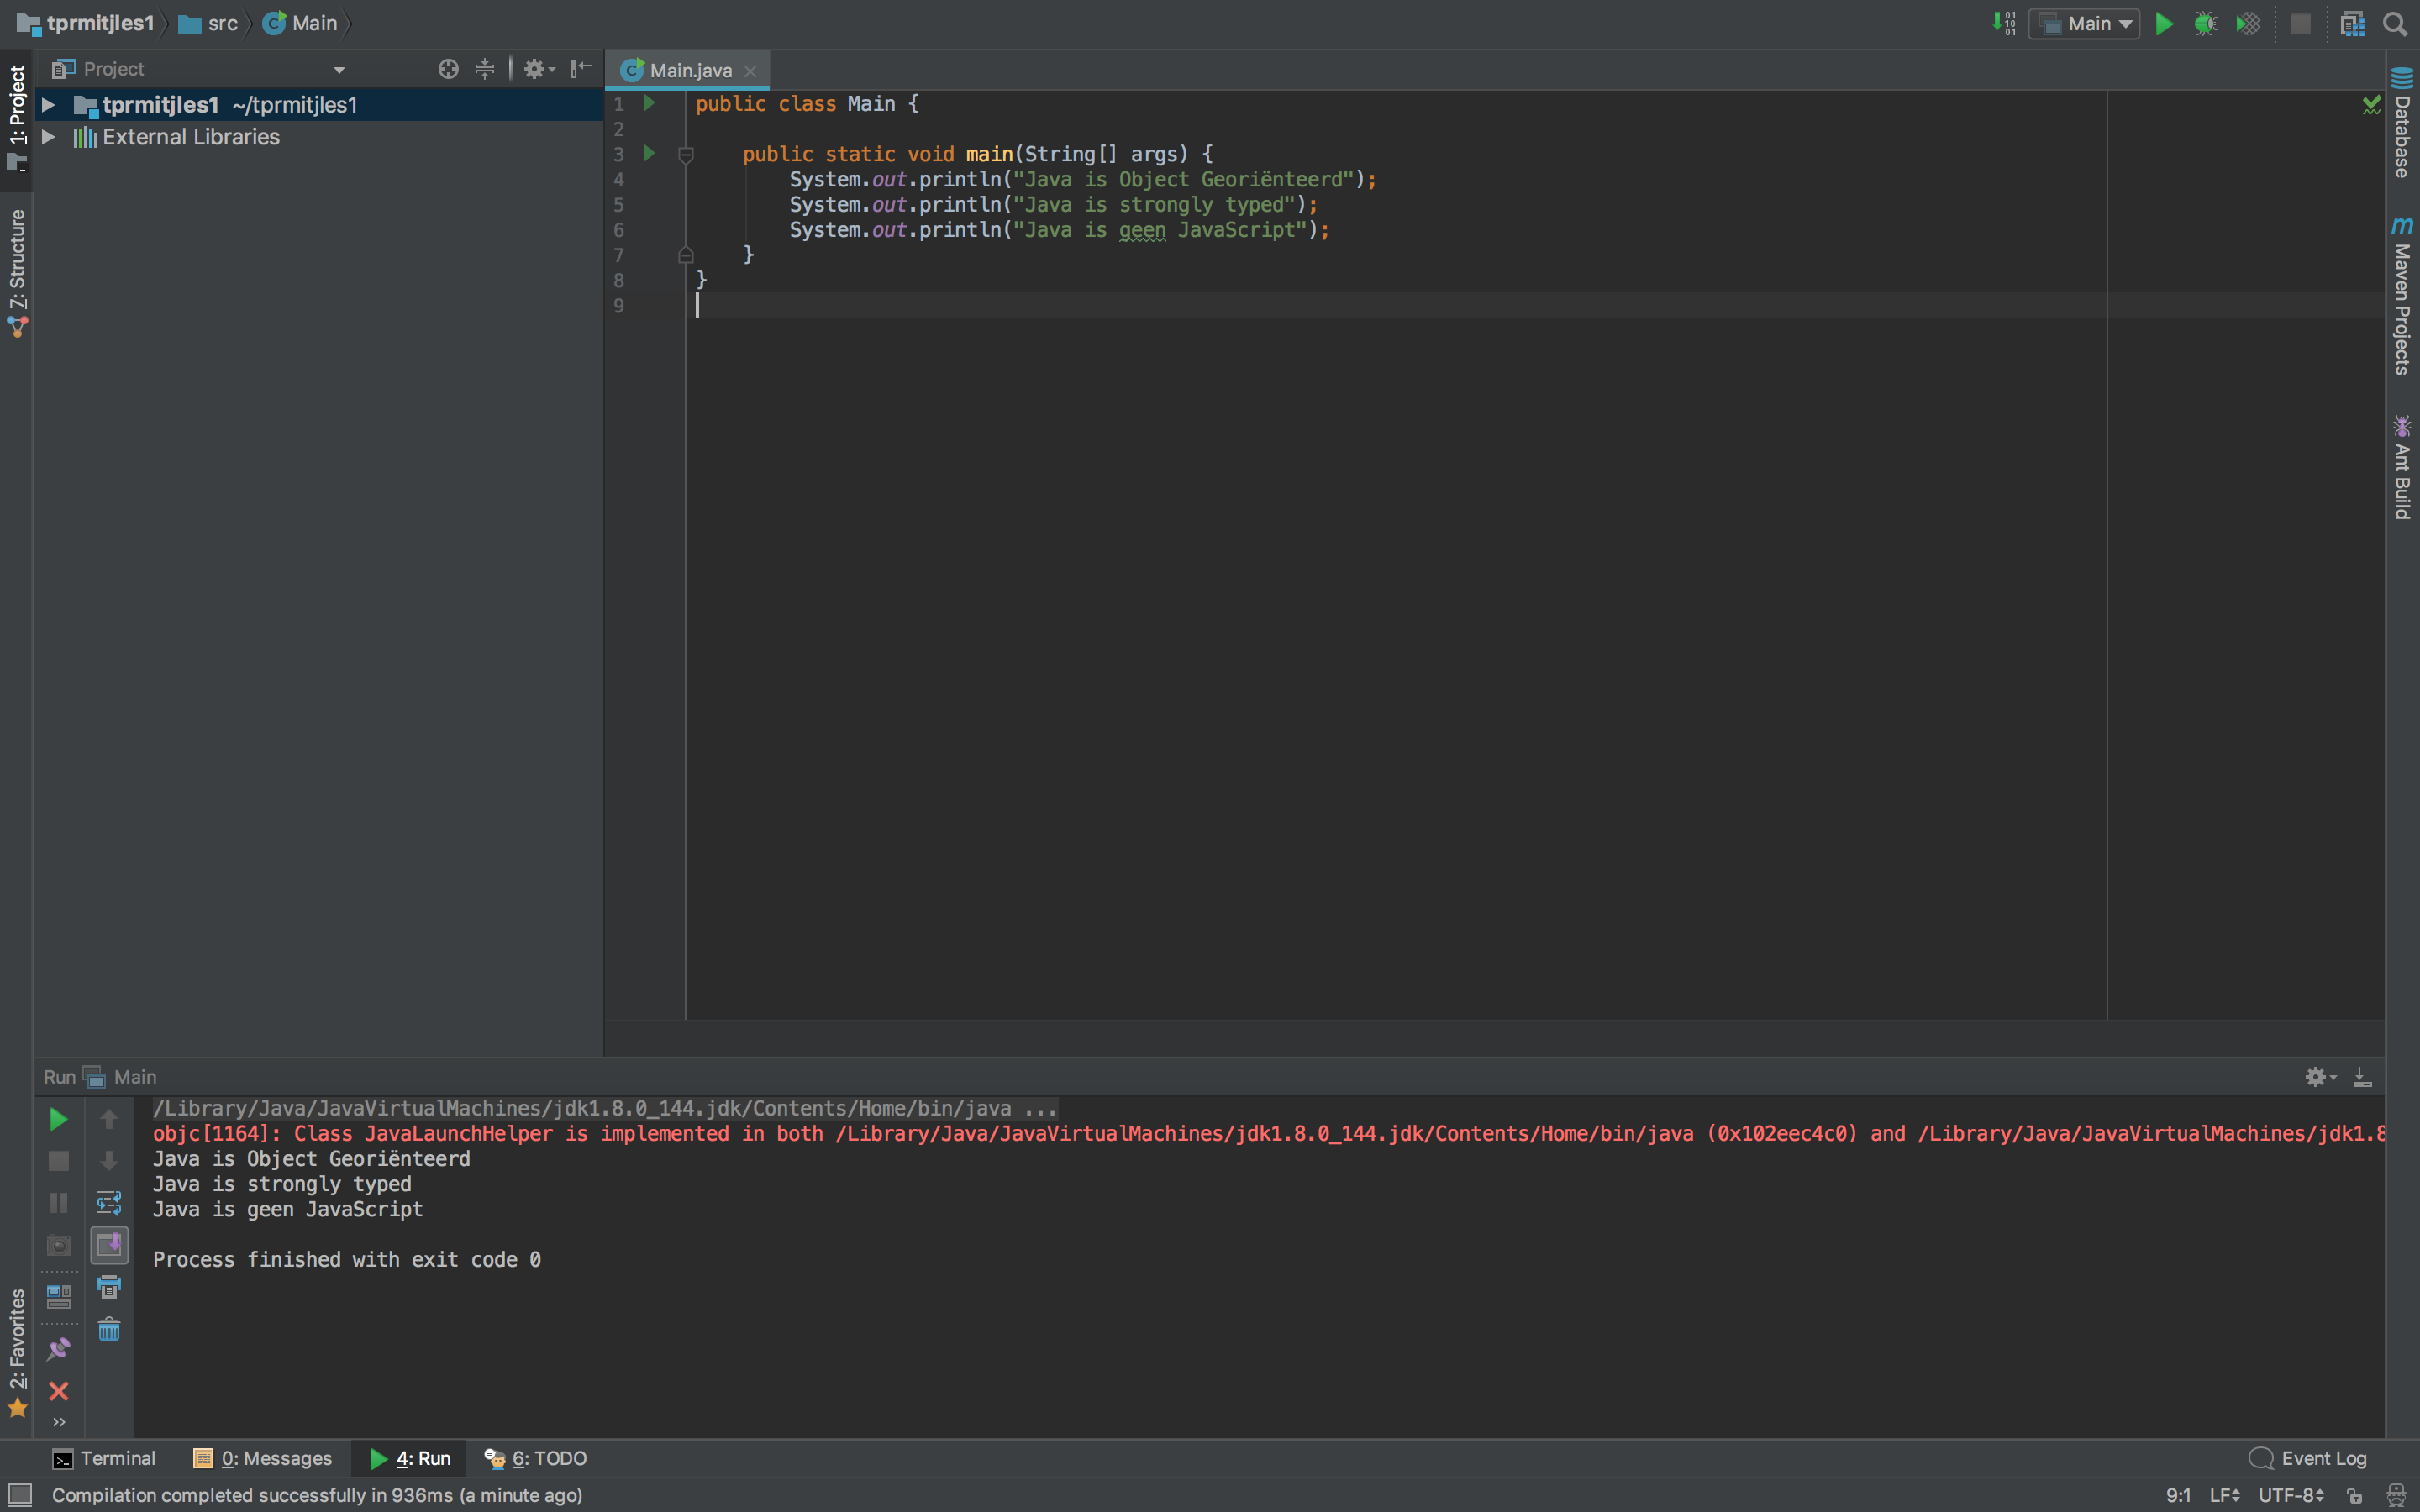 tprmitjles1 src Main
Main
Project
1: Project
Z: Structure
2: Favorites
tprmitjles1 ~/tprmitjles1
External Libraries
Main.java
1 public class Main {
2
3 public static void main(String[] args) {
4 System.out.println("Java is Object Georiënteerd");
5 System.out.println("Java is strongly typed");
6 System.out.println("Java is geen JavaScript");
7 }
8 }
9
Database
Maven Projects
Ant Build
Run Main
/Library/Java/JavaVirtualMachines/jdk1.8.0_144.jdk/Contents/Home/bin/java ...
objc[1164]: Class JavaLaunchHelper is implemented in both /Library/Java/JavaVirtualMachines/jdk1.8.0_144.jdk/Contents/Home/bin/java (0x102eec4c0) and /Library/Java/JavaVirtualMachines/jdk1.8
Java is Object Georiënteerd
Java is strongly typed
Java is geen JavaScript
Process finished with exit code 0
Terminal 0: Messages 4: Run 6: TODO Event Log
Compilation completed successfully in 936ms (a minute ago) 9:1 LF UTF-8